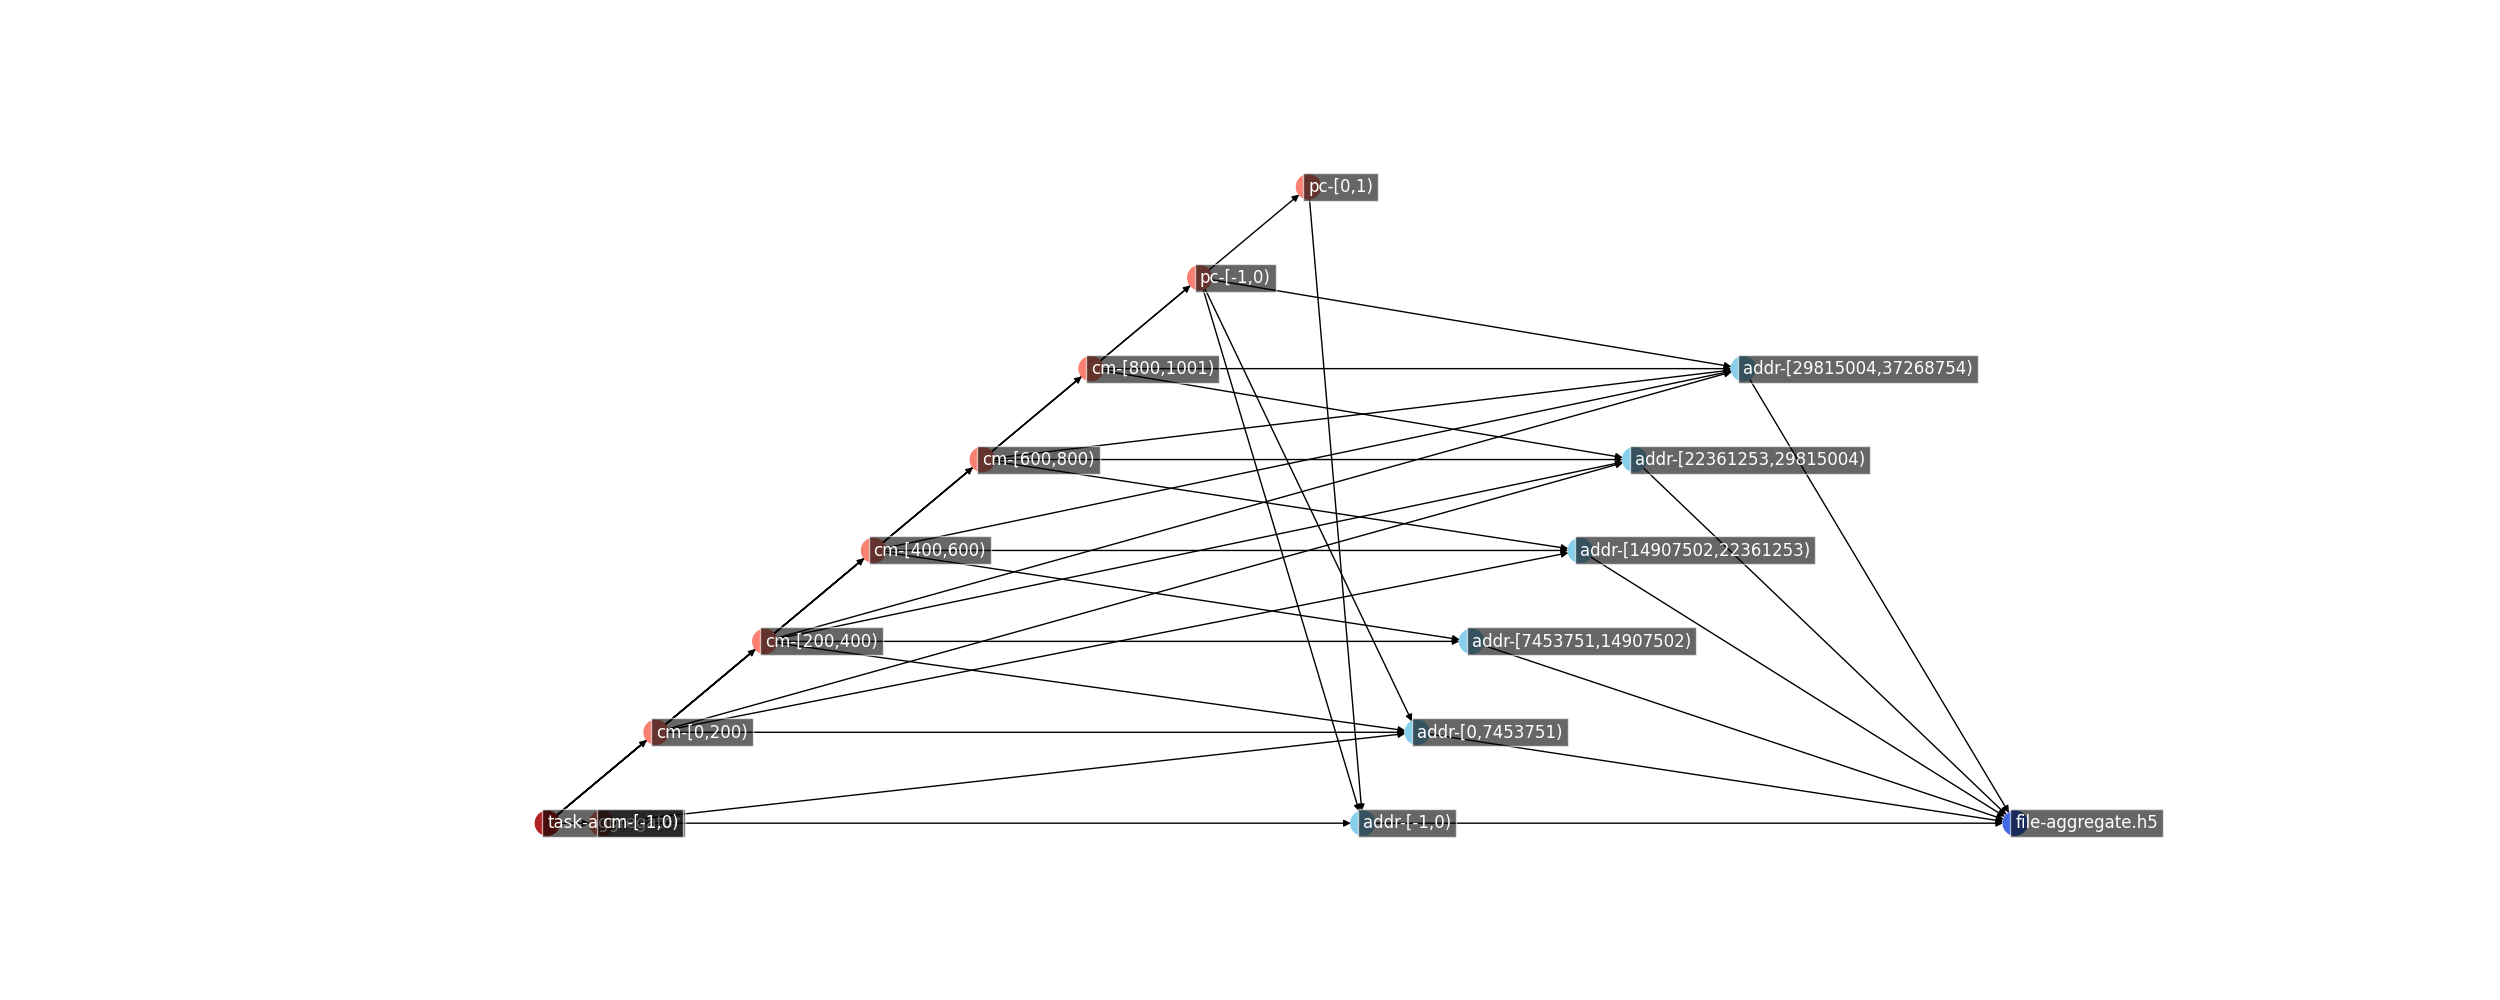 pc-[0,1)
pc-[-1,0)
cm-[800,1001)
addr-[29815004,37268754)
cm-[600,800)
addr-[22361253,29815004)
cm-[400,600)
addr-[14907502,22361253)
cm-[200,400)
addr-[7453751,14907502)
cm-[0,200)
addr-[0,7453751)
task-aggregate
cm-[-1,0)
addr-[-1,0)
file-aggregate.h5